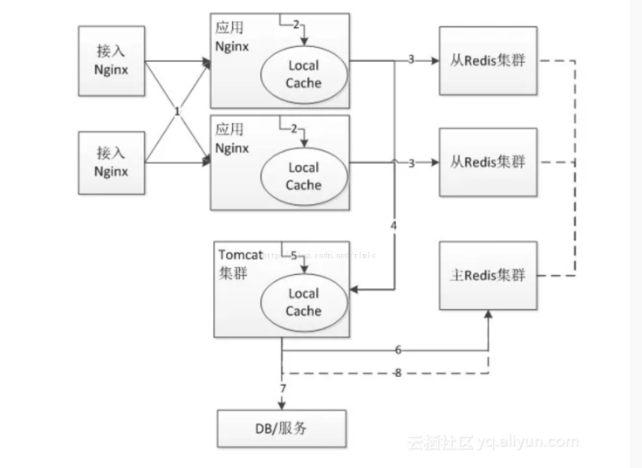 接入
Nginx
1
接入
Nginx
应用
Nginx
2
Local
Cache
应用
Nginx
2
Local
Cache
3
从Redis集群
3
从Redis集群
4
Tomcat
集群
5
Local
Cache
主Redis集群
6
8
7
DB/服务
云栖社区 yq.aliyun.com